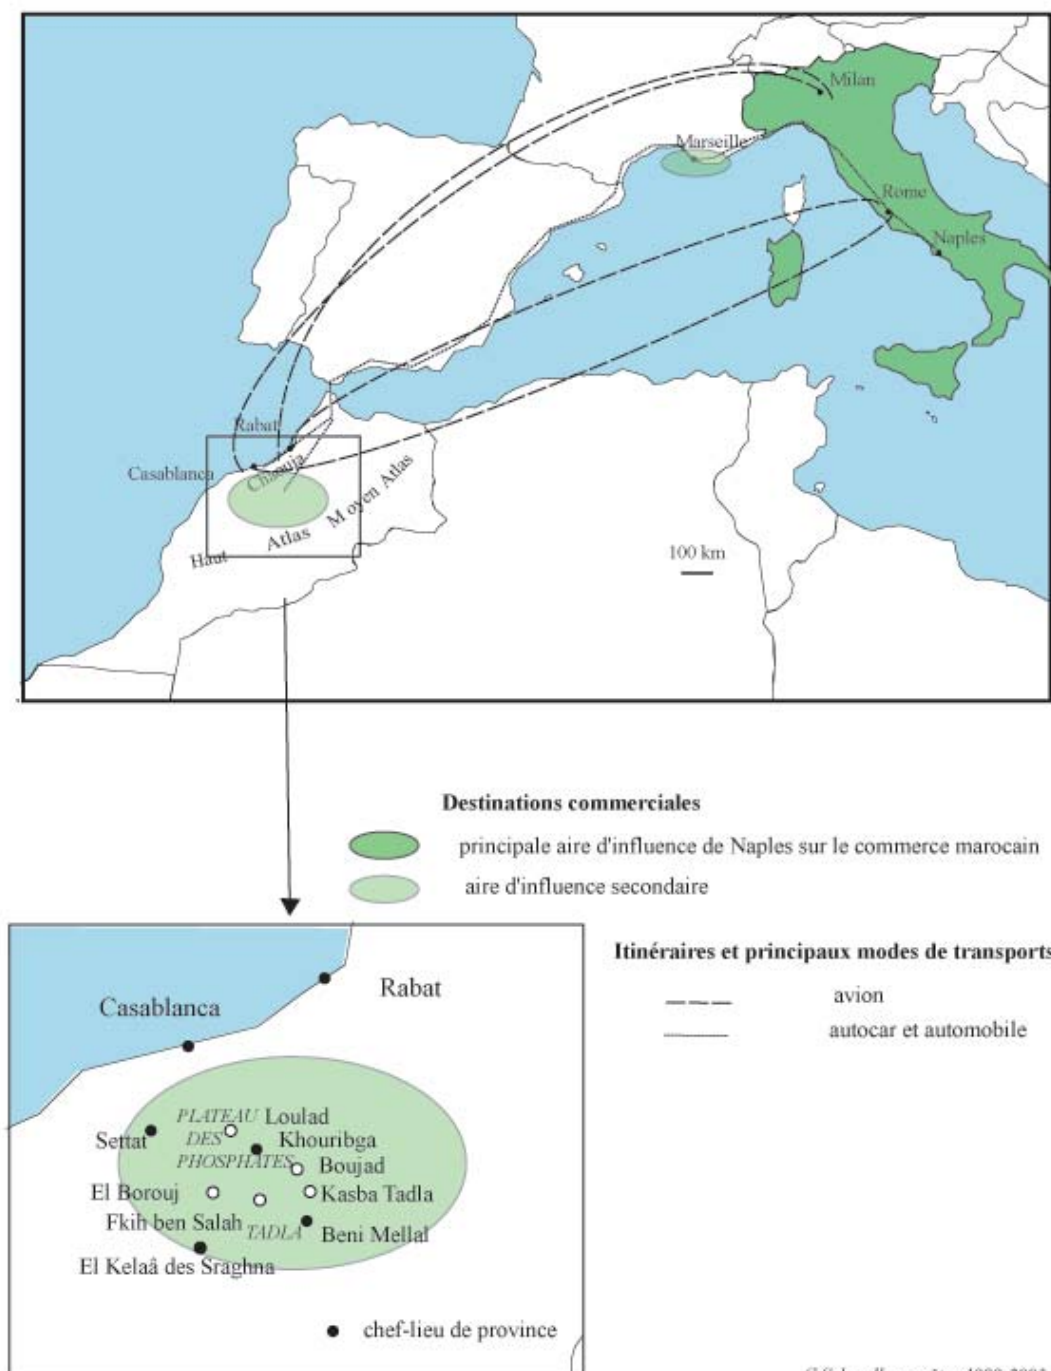 Milan
Marseille
Rome
Naples
Rabat
Casablanca
Chaouia
Moyen Atlas
Haut Atlas
100 km
Destinations commerciales
principale aire d'influence de Naples sur le commerce marocain
aire d'influence secondaire
Itinéraires et principaux modes de transports
avion
autocar et automobile
Rabat
Casablanca
PLATEAU DES PHOSPHATES
Loulad
Settat
Khouribga
Boujad
El Borouj
Kasba Tadla
Fkih ben Salah
TADLA
Beni Mellal
El Kelaâ des Sraghna
chef-lieu de province